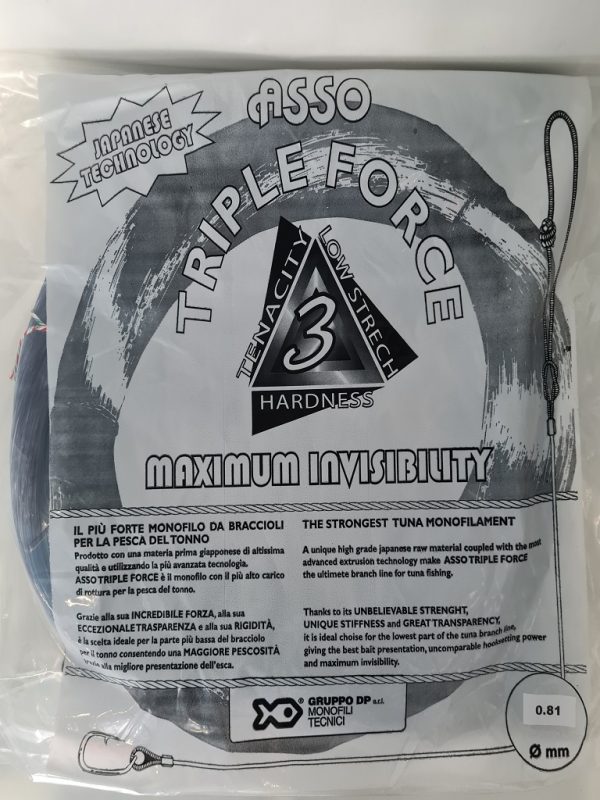 JAPANESE
TECHNOLOGY
ASSO
TRIPLE FORCE
TENACITY
LOW STRECH
3
HARDNESS
MAXIMUM INVISIBILITY
IL PIÙ FORTE MONOFILO DA BRACCIOLI
PER LA PESCA DEL TONNO
Prodotto con una materia prima giapponese di altissima
qualità e utilizzando la più avanzata tecnologia.
ASSO TRIPLE FORCE è il monofilo con il più alto carico
di rottura per la pesca del tonno.
Grazie alla sua INCREDIBILE FORZA, alla sua
ECCEZIONALE TRASPARENZA e alla sua RIGIDITÀ,
è la scelta ideale per la parte più bassa del bracciolo
per il tonno consentendo una MAGGIORE PESCOSITÀ
grazie alla migliore presentazione dell'esca.
THE STRONGEST TUNA MONOFILAMENT
A unique high grade japanese raw material coupled with the most
advanced extrusion technology make ASSO TRIPLE FORCE
the ultimete branch line for tuna fishing.
Thanks to its UNBELIEVABLE STRENGHT,
UNIQUE STIFFNESS and GREAT TRANSPARENCY,
it is ideal choise for the lowest part of the tuna branch line,
giving the best bait presentation, uncomparable hooksetting power
and maximum invisibility.
GRUPPO DP s.r.l.
MONOFILI
TECNICI
0.81
Ø mm